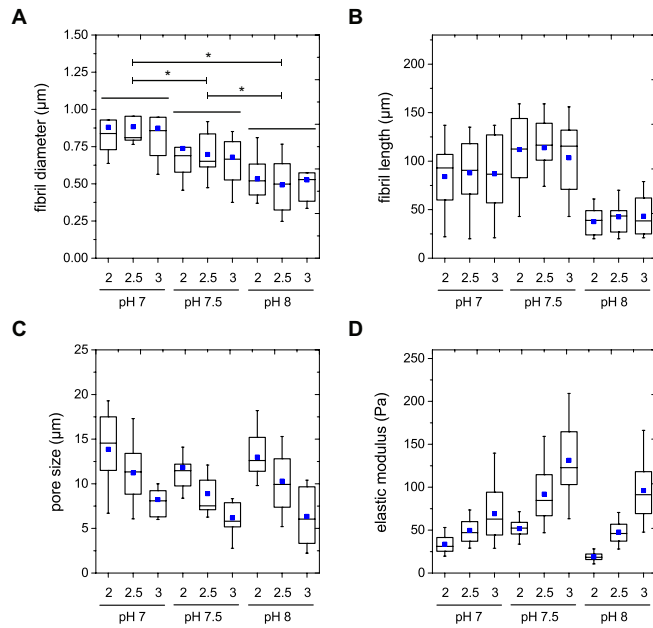 A
fibril diameter (µm)
1.50
1.25
1.00
0.75
0.50
0.25
0.00
*
*
*
2 2.5 3 2 2.5 3 2 2.5 3
pH 7 pH 7.5 pH 8
B
fibril length (µm)
200
150
100
50
0
2 2.5 3 2 2.5 3 2 2.5 3
pH 7 pH 7.5 pH 8
C
pore size (µm)
25
20
15
10
5
0
2 2.5 3 2 2.5 3 2 2.5 3
pH 7 pH 7.5 pH 8
D
elastic modulus (Pa)
250
200
150
100
50
0
2 2.5 3 2 2.5 3 2 2.5 3
pH 7 pH 7.5 pH 8